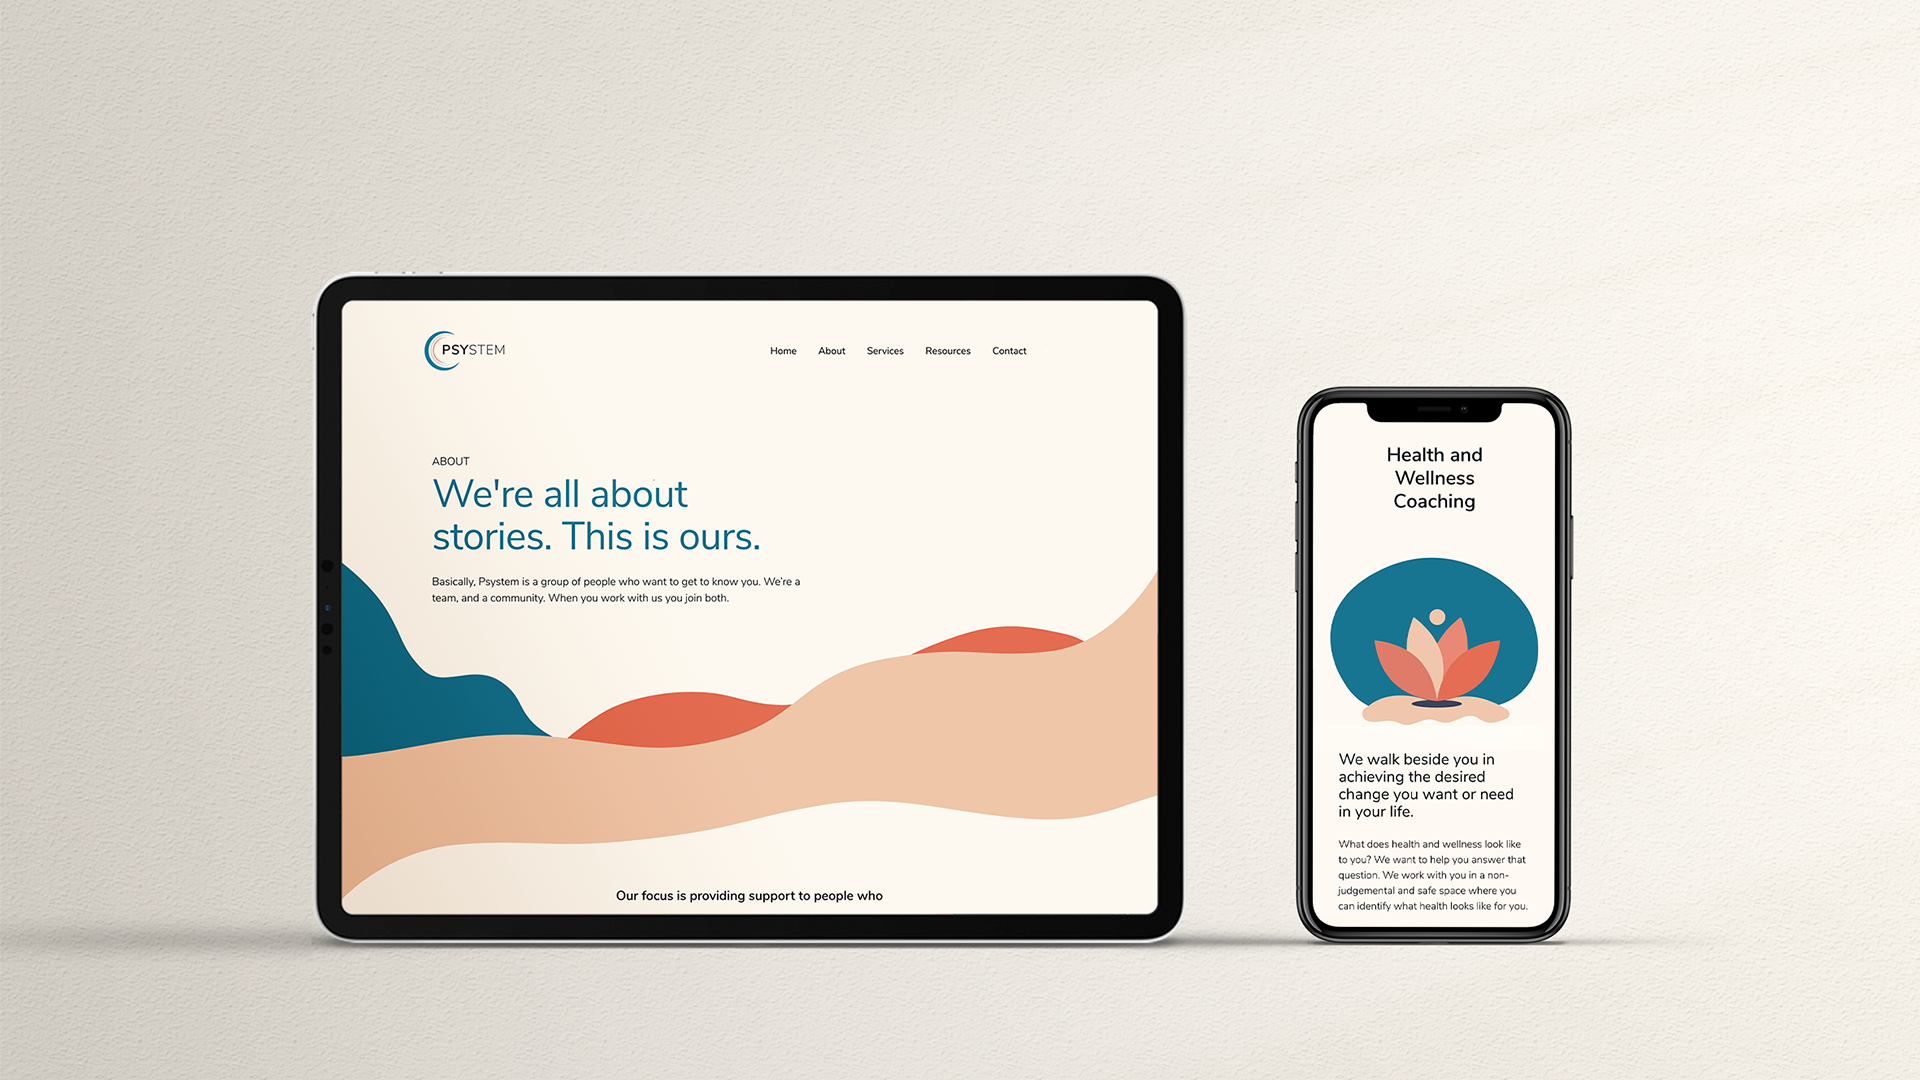 PSYSTEM
Home About Services Resources Contact
ABOUT
We're all about
stories. This is ours.
Basically, Psystem is a group of people who want to get to know you. We're a
team, and a community. When you work with us you join both.
Our focus is providing support to people who
Health and
Wellness
Coaching
We walk beside you in
achieving the desired
change you want or need
in your life.
What does health and wellness look like
to you? We want to help you answer that
question. We work with you in a non-
judgemental and safe space where you
can identify what health looks like for you.